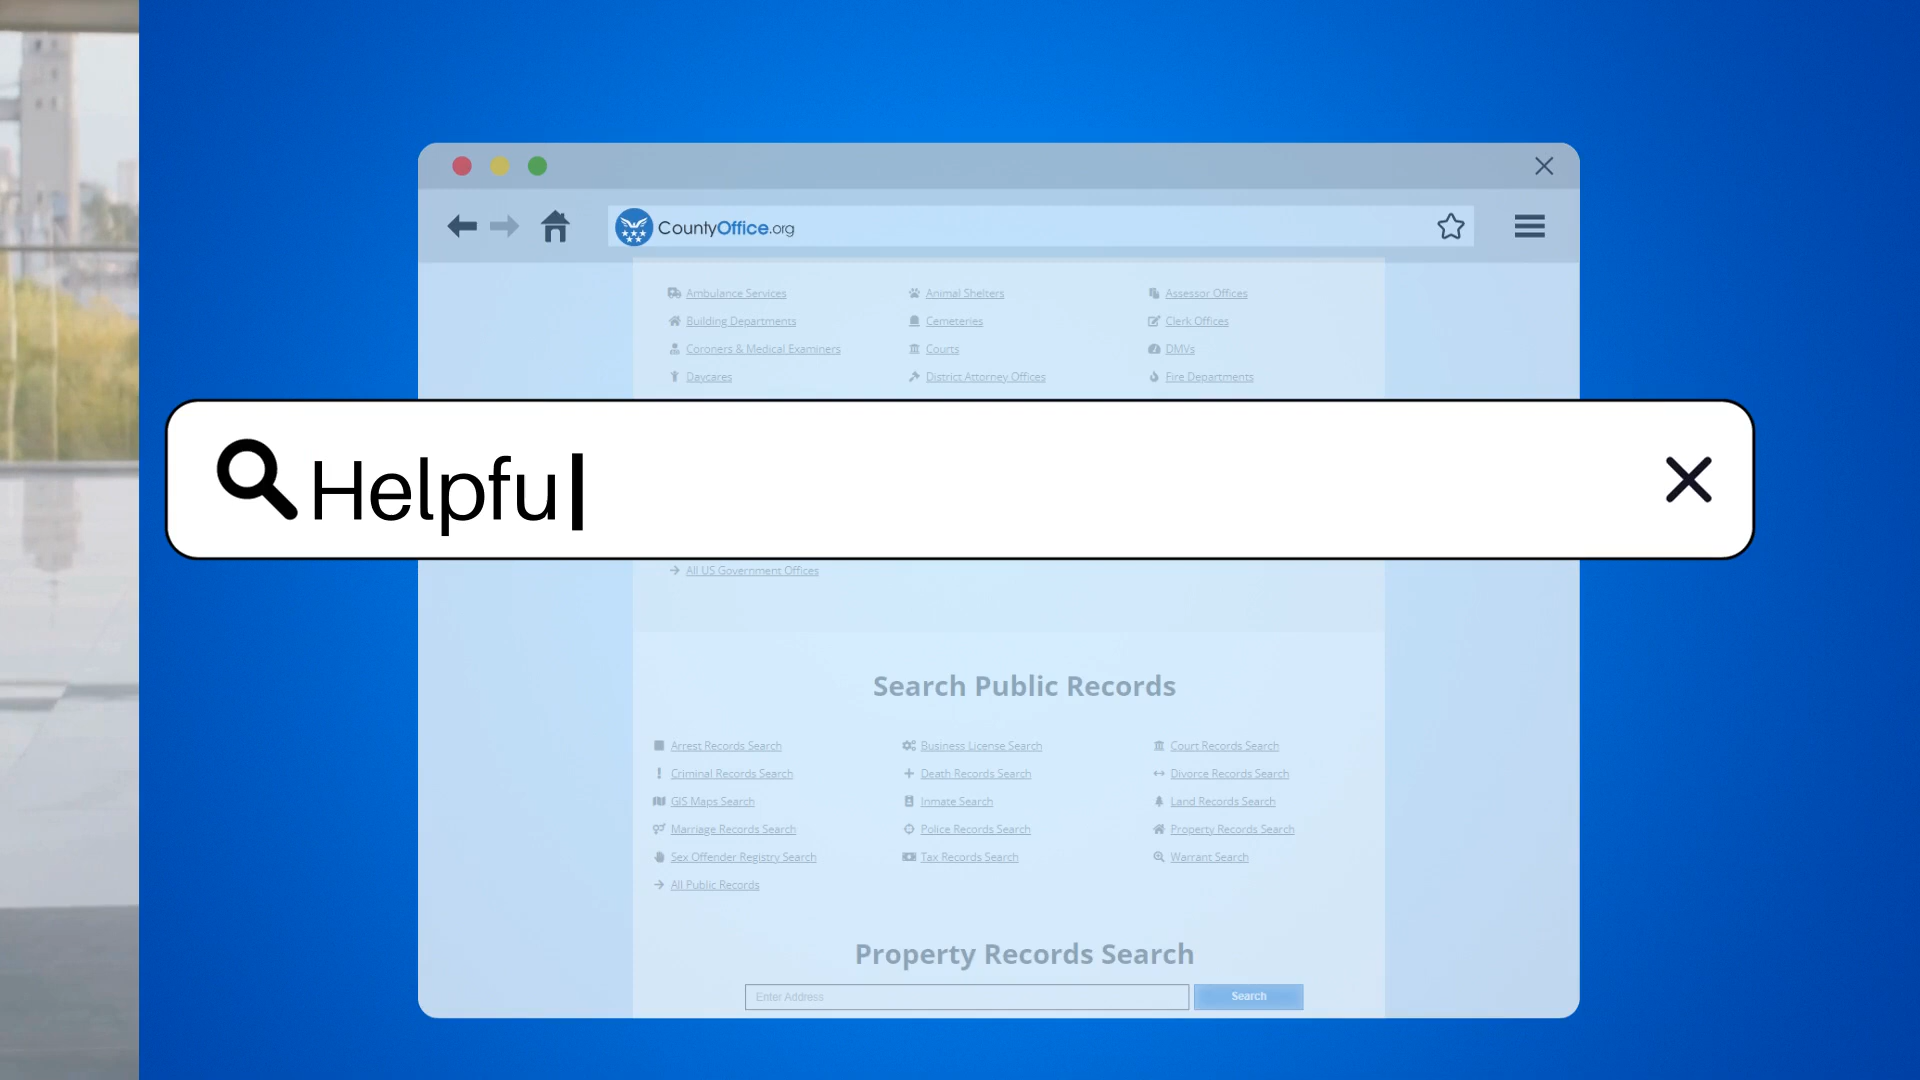 CountyOffice.org
Ambulance Services Animal Shelters Assessor Offices
Building Departments Cemeteries Clerk Offices
Coroners & Medical Examiners Courts DMVs
Daycares District Attorney Offices Fire Departments
Helpfu
All US Government Offices
Search Public Records
Arrest Records Search Business License Search Court Records Search
Criminal Records Search Death Records Search Divorce Records Search
GIS Maps Search Inmate Search Land Records Search
Marriage Records Search Police Records Search Property Records Search
Sex Offender Registry Search Tax Records Search Warrant Search
All Public Records
Property Records Search
Enter Address Search